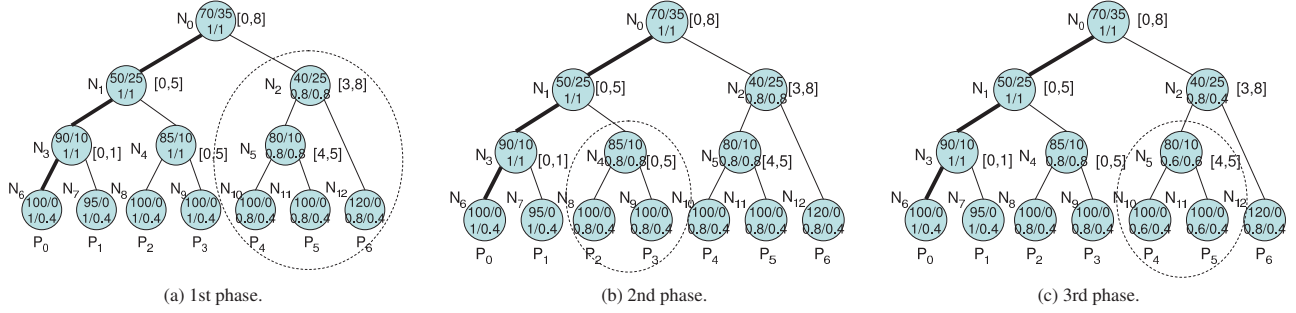 N0 70/35 [0,8]
1/1
N1 50/25 [0,5] N2 40/25 [3,8]
1/1 0.8/0.8
N3 90/10 [0,1] N4 85/10 [0,5] N5 80/10 [4,5]
1/1 1/1 0.8/0.8
N6 N7 N8 N9 N10 N11 N12
100/0 95/0 100/0 100/0 100/0 100/0 120/0
1/0.4 1/0.4 1/0.4 1/0.4 0.8/0.4 0.8/0.4 0.8/0.4
P0 P1 P2 P3 P4 P5 P6
(a) 1st phase.
N0 70/35 [0,8]
1/1
N1 50/25 [0,5] N2 40/25 [3,8]
1/1 0.8/0.8
N3 90/10 [0,1] N4 85/10 [0,5] N5 80/10 [4,5]
1/1 0.8/0.8 0.8/0.8
N6 N7 N8 N9 N10 N11 N12
100/0 95/0 100/0 100/0 100/0 100/0 120/0
1/0.4 1/0.4 0.8/0.4 0.8/0.4 0.8/0.4 0.8/0.4 0.8/0.4
P0 P1 P2 P3 P4 P5 P6
(b) 2nd phase.
N0 70/35 [0,8]
1/1
N1 50/25 [0,5] N2 40/25 [3,8]
1/1 0.8/0.4
N3 90/10 [0,1] N4 85/10 [0,5] N5 80/10 [4,5]
1/1 0.8/0.8 0.6/0.6
N6 N7 N8 N9 N10 N11 N12
100/0 95/0 100/0 100/0 100/0 100/0 120/0
1/0.4 1/0.4 0.8/0.4 0.8/0.4 0.6/0.4 0.6/0.4 0.8/0.4
P0 P1 P2 P3 P4 P5 P6
(c) 3rd phase.